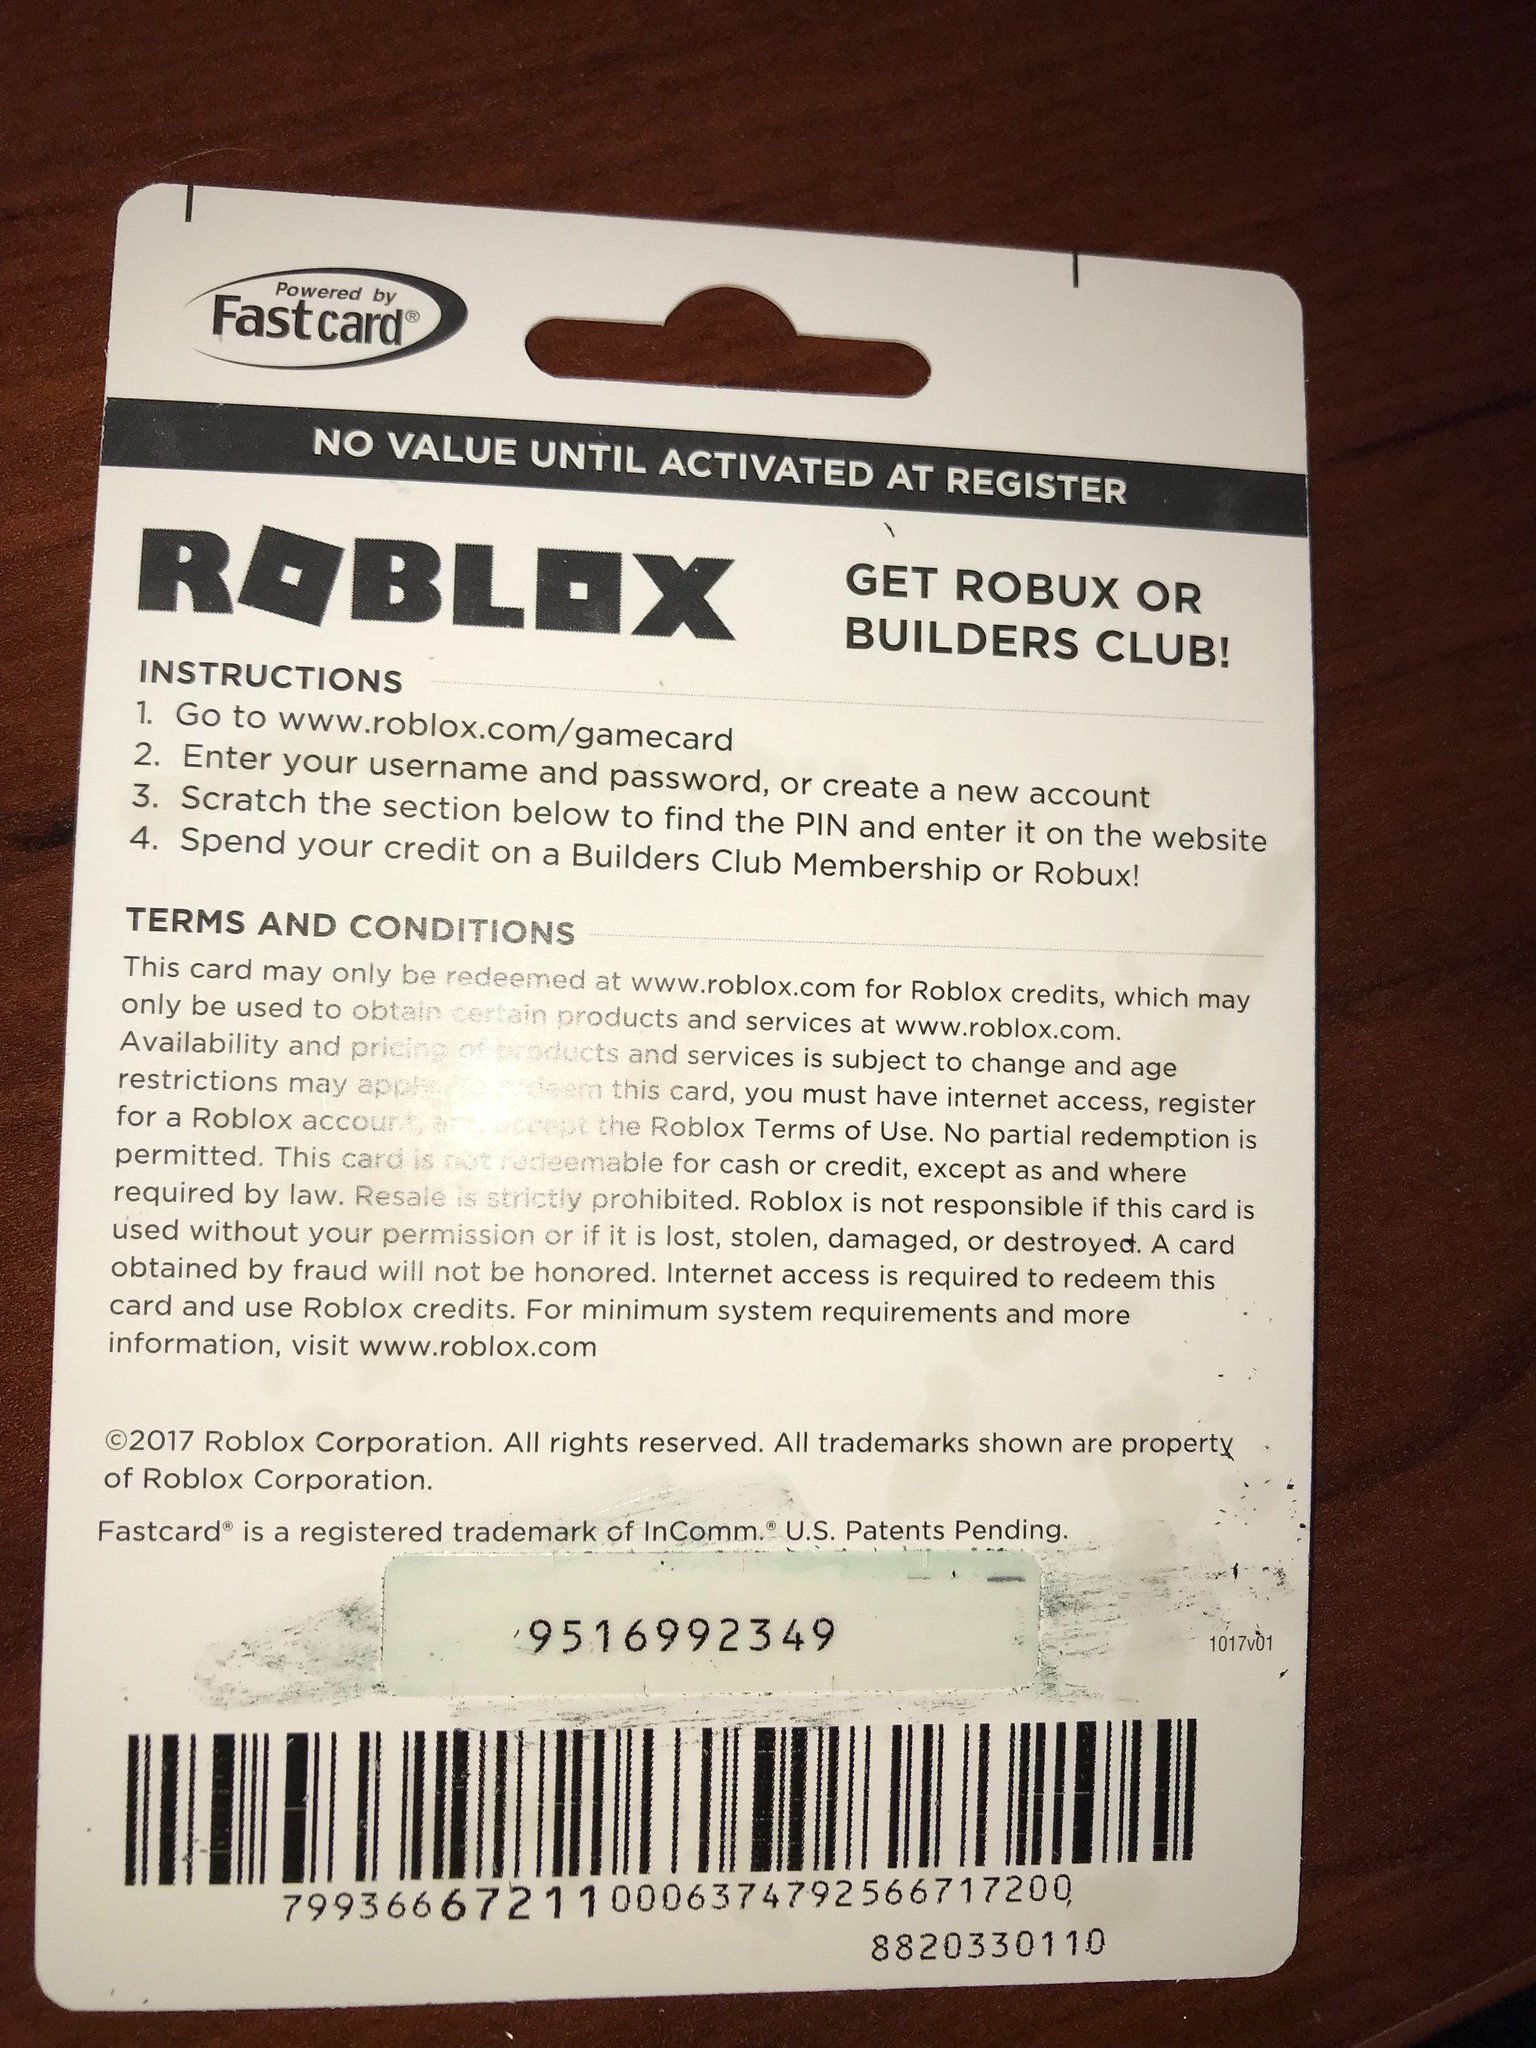 Powered by
Fastcard®
NO VALUE UNTIL ACTIVATED AT REGISTER
ROBLOX
GET ROBUX OR
BUILDERS CLUB!
INSTRUCTIONS
1. Go to www.roblox.com/gamecard
2. Enter your username and password, or create a new account
3. Scratch the section below to find the PIN and enter it on the website
4. Spend your credit on a Builders Club Membership or Robux!
TERMS AND CONDITIONS
This card may only be redeemed at www.roblox.com for Roblox credits, which may
only be used to obtain certain products and services at www.roblox.com.
Availability and pricing of products and services is subject to change and age
restrictions may apply. redeem this card, you must have internet access, register
for a Roblox account, and accept the Roblox Terms of Use. No partial redemption is
permitted. This card is not redeemable for cash or credit, except as and where
required by law. Resale is strictly prohibited. Roblox is not responsible if this card is
used without your permission or if it is lost, stolen, damaged, or destroyed. A card
obtained by fraud will not be honored. Internet access is required to redeem this
card and use Roblox credits. For minimum system requirements and more
information, visit www.roblox.com
©2017 Roblox Corporation. All rights reserved. All trademarks shown are property
of Roblox Corporation.
Fastcard® is a registered trademark of InComm.® U.S. Patents Pending.
9516992349
1017v01
799366672110006374792566717200
8820330110